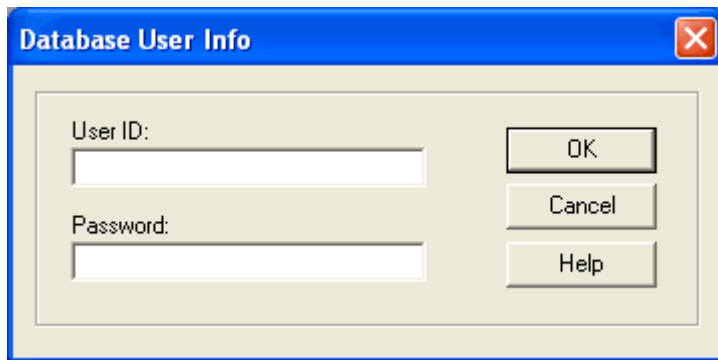 Database User Info
User ID:
OK
Cancel
Password:
Help